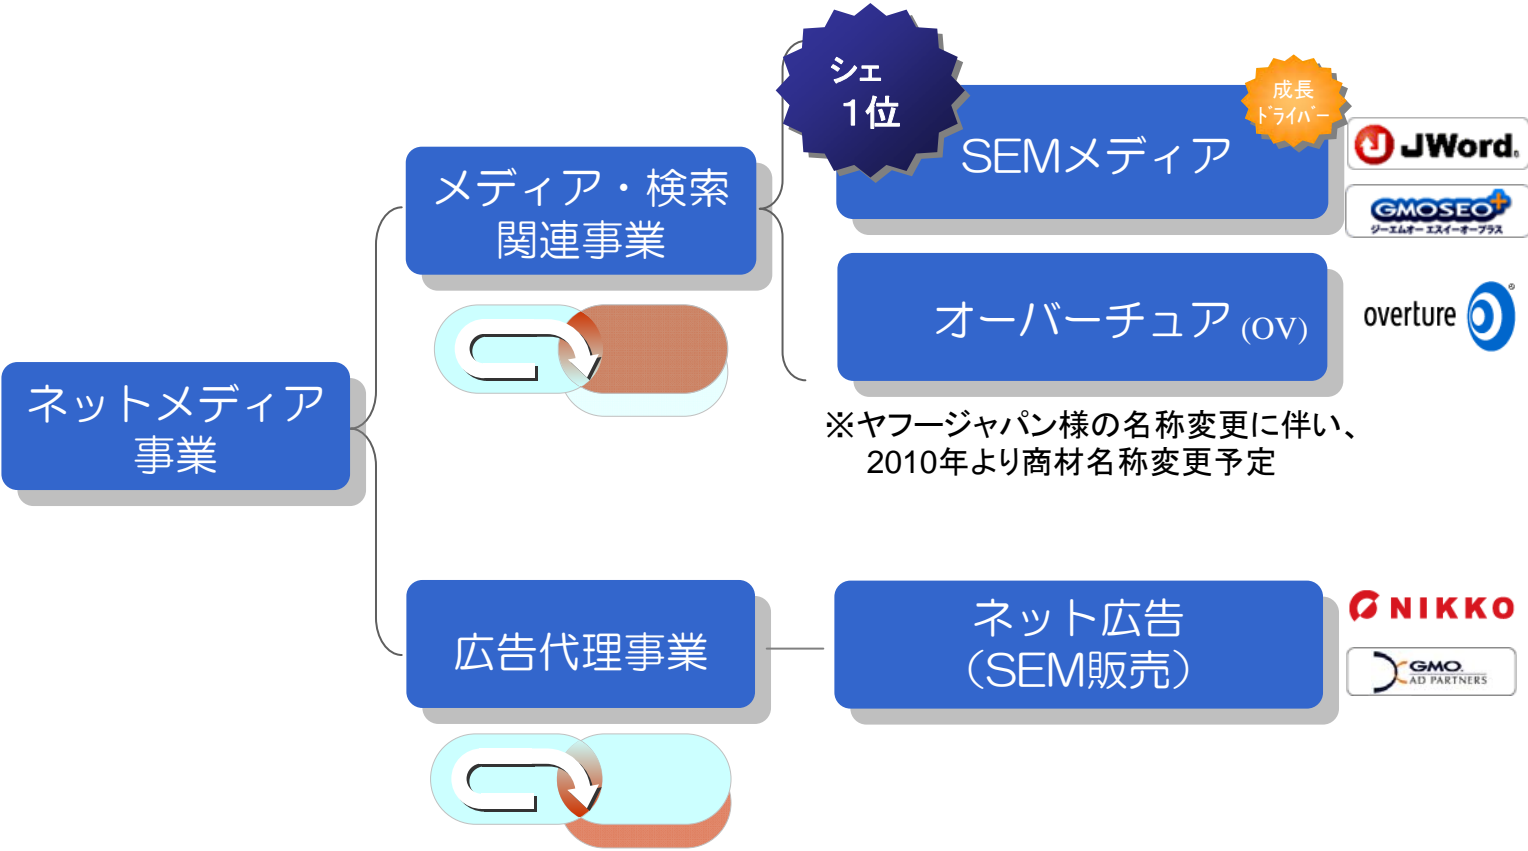 シェ
1位
SEMメディア
成長
ﾄﾞﾗｲﾊﾞｰ
JWord
GMOSEO+
ジーエムオー エスイーオープラス
メディア・検索
関連事業
オーバーチュア (OV)
overture
ネットメディア
事業
※ヤフージャパン様の名称変更に伴い、
2010年より商材名称変更予定
広告代理事業
ネット広告
（SEM販売）
NIKKO
GMO
AD PARTNERS